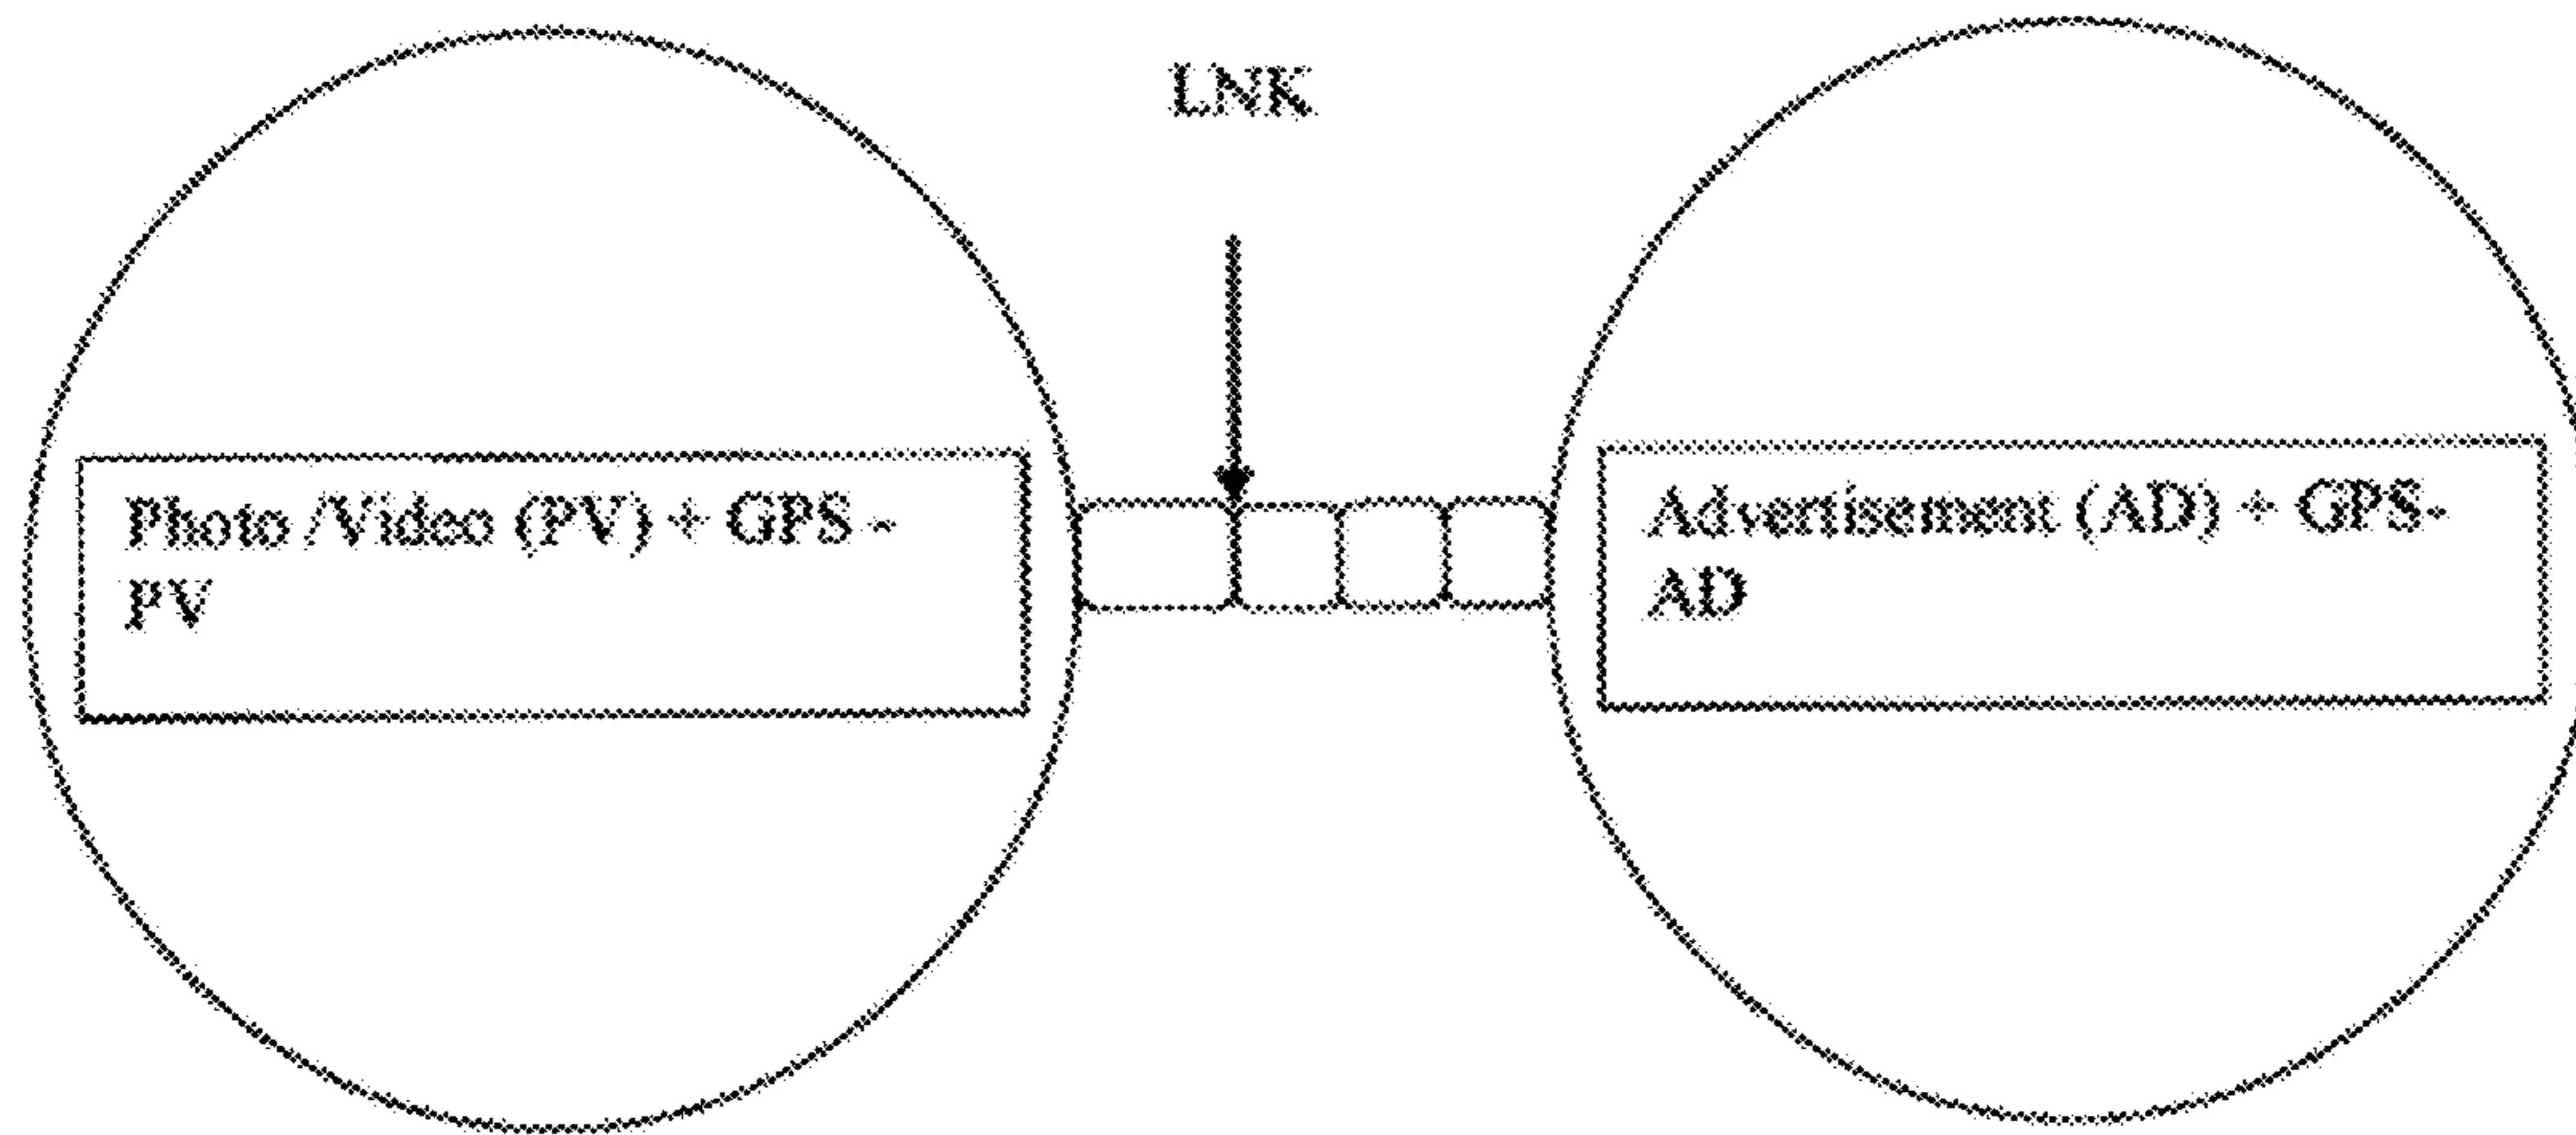 LNK
Photo /Video (PV) + GPS -
PV
Advertisement (AD) + GPS-
AD